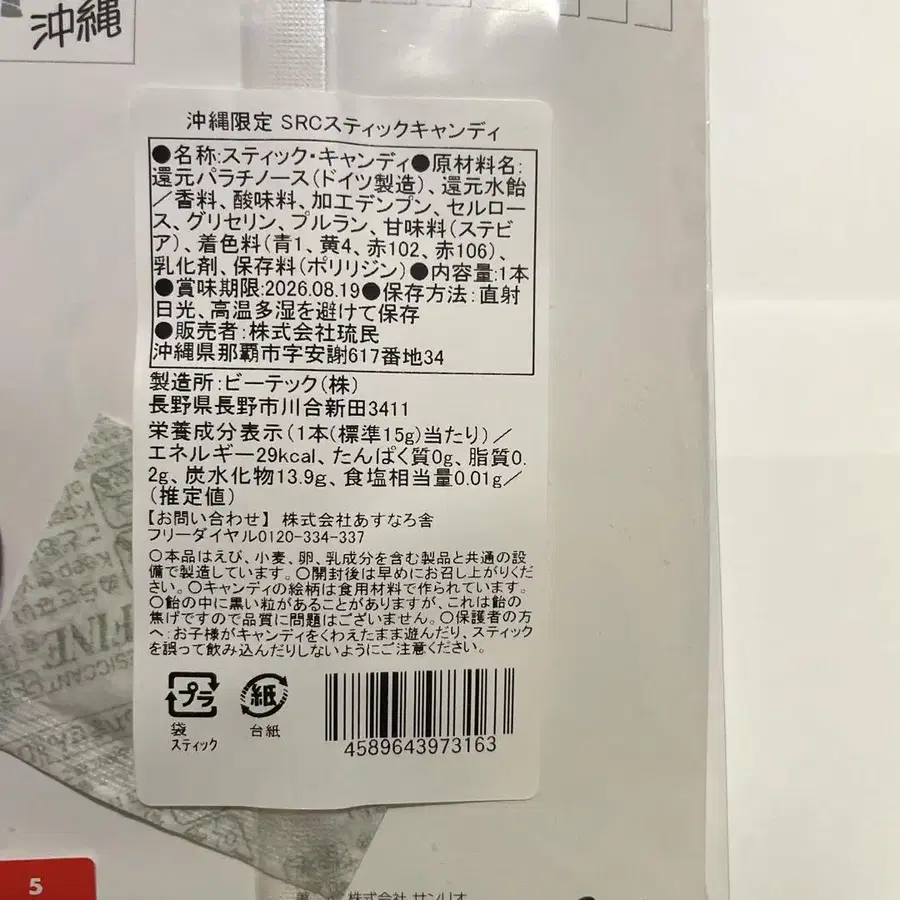 沖縄
沖縄限定 SRCスティックキャンディ
●名称:スティック・キャンディ●原材料名:
還元パラチノース(ドイツ製造)、還元水飴
/香料、酸味料、加工デンプン、セルロー
ス、グリセリン、プルラン、甘味料(ステビ
ア)、着色料(青1、黄4、赤102、赤106)、
乳化剤、保存料(ポリリジン)●内容量:1本
●賞味期限:2026.08.19●保存方法:直射
日光、高温多湿を避けて保存
●販売者:株式会社琉民
沖縄県那覇市字安謝617番地34
製造所:ビーテック(株)
長野県長野市川合新田3411
栄養成分表示(1本(標準15g)当たり)/
エネルギー29kcal、たんぱく質0g、脂質0.
2g、炭水化物13.9g、食塩相当量0.01g/
(推定値)
【お問い合わせ】 株式会社あすなろ舎
フリーダイヤル0120-334-337
○本品はえび、小麦、卵、乳成分を含む製品と共通の設
備で製造しています。○開封後は早めにお召し上がりくだ
さい。○キャンディの絵柄は食用材料で作られています。
○飴の中に黒い粒があることがありますが、これは飴の
焦げですので品質に問題はございません。○保護者の方
へ:お子様がキャンディをくわえたまま遊んだり、スティック
を誤って飲み込んだりしないようにご注意ください。
プラ
紙
袋
スティック
台紙
4589643973163
FINE
5
株式会社 サンリオ